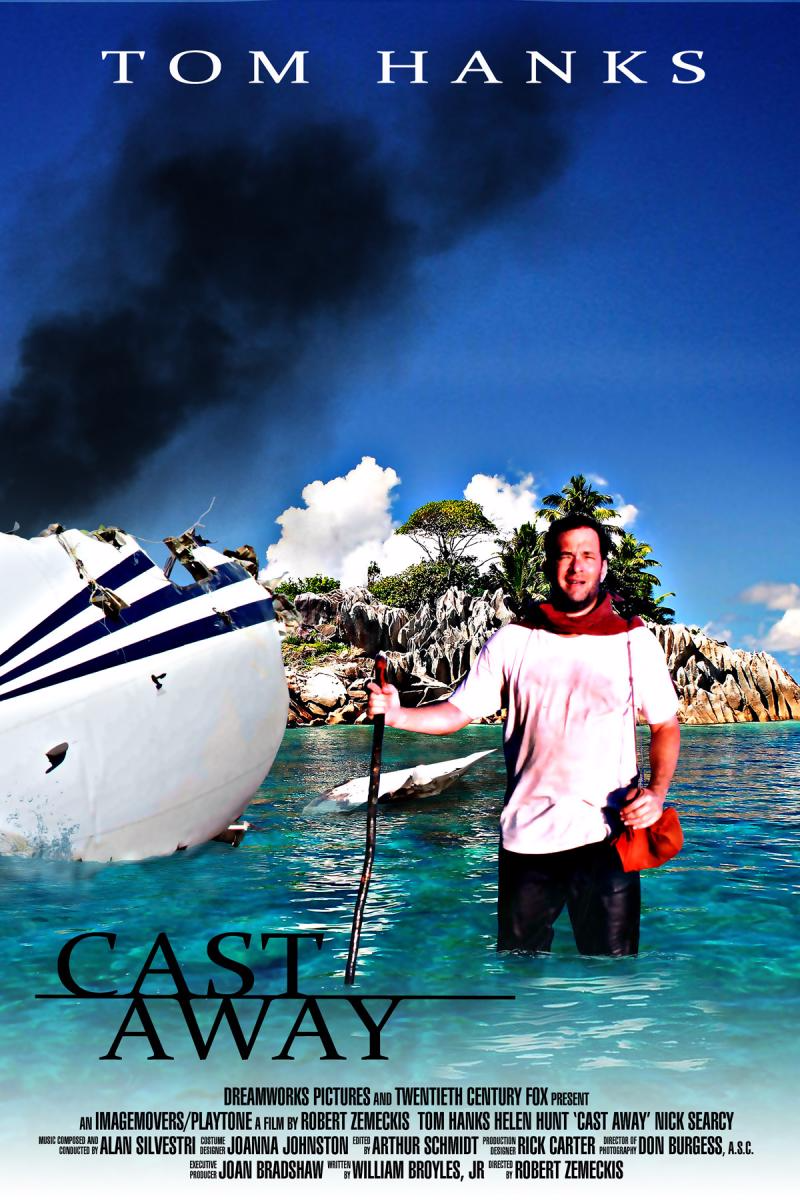 TOM HANKS
CAST
AWAY
DREAMWORKS PICTURES AND TWENTIETH CENTURY FOX PRESENT
AN IMAGEMOVERS/PLAYTONE A FILM BY ROBERT ZEMECKIS TOM HANKS HELEN HUNT 'CAST AWAY' NICK SEARCY
MUSIC COMPOSED AND CONDUCTED BY ALAN SILVESTRI COSTUME DESIGNER JOANNA JOHNSTON EDITED BY ARTHUR SCHMIDT PRODUCTION DESIGNER RICK CARTER DIRECTOR OF PHOTOGRAPHY DON BURGESS, A.S.C.
EXECUTIVE PRODUCER JOAN BRADSHAW WRITTEN BY WILLIAM BROYLES, JR DIRECTED BY ROBERT ZEMECKIS